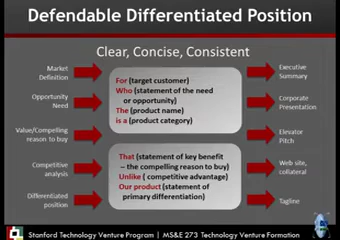 Defendable Differentiated Position
Clear, Concise, Consistent
Market
Definition
Opportunity
Need
Value/Compelling
reason to buy
Competitive
analysis
Differentiated
position
For (target customer)
Who (statement of the need
or opportunity)
The (product name)
is a (product category)
That (statement of key benefit
– the compelling reason to buy)
Unlike ( competitive advantage)
Our product (statement of
primary differentiation)
Executive
Summary
Corporate
Presentation
Elevator
Pitch
Web site,
collateral
Tagline
Stanford Technology Venture Program | MS&E 273 Technology Venture Formation